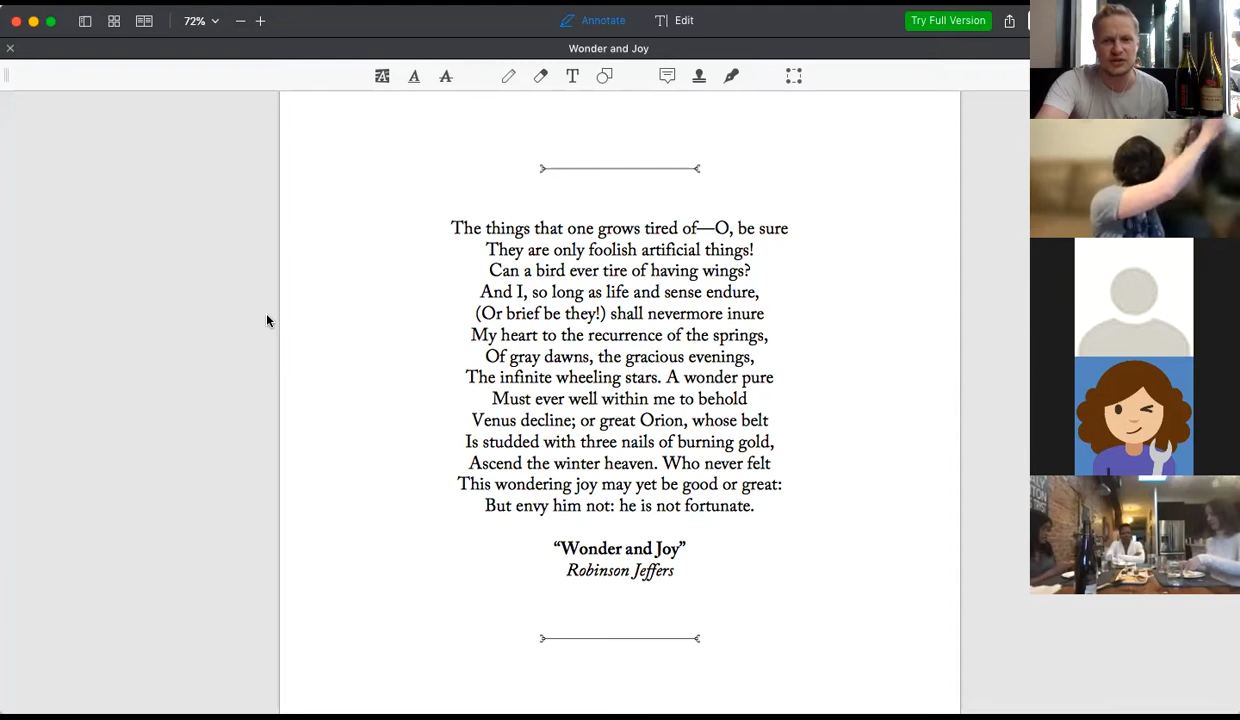 72%
Annotate
Edit
Try Full Version
Wonder and Joy
The things that one grows tired of—O, be sure
They are only foolish artificial things!
Can a bird ever tire of having wings?
And I, so long as life and sense endure,
(Or brief be they!) shall nevermore inure
My heart to the recurrence of the springs,
Of gray dawns, the gracious evenings,
The infinite wheeling stars. A wonder pure
Must ever well within me to behold
Venus decline; or great Orion, whose belt
Is studded with three nails of burning gold,
Ascend the winter heaven. Who never felt
This wondering joy may yet be good or great:
But envy him not: he is not fortunate.
“Wonder and Joy”
Robinson Jeffers